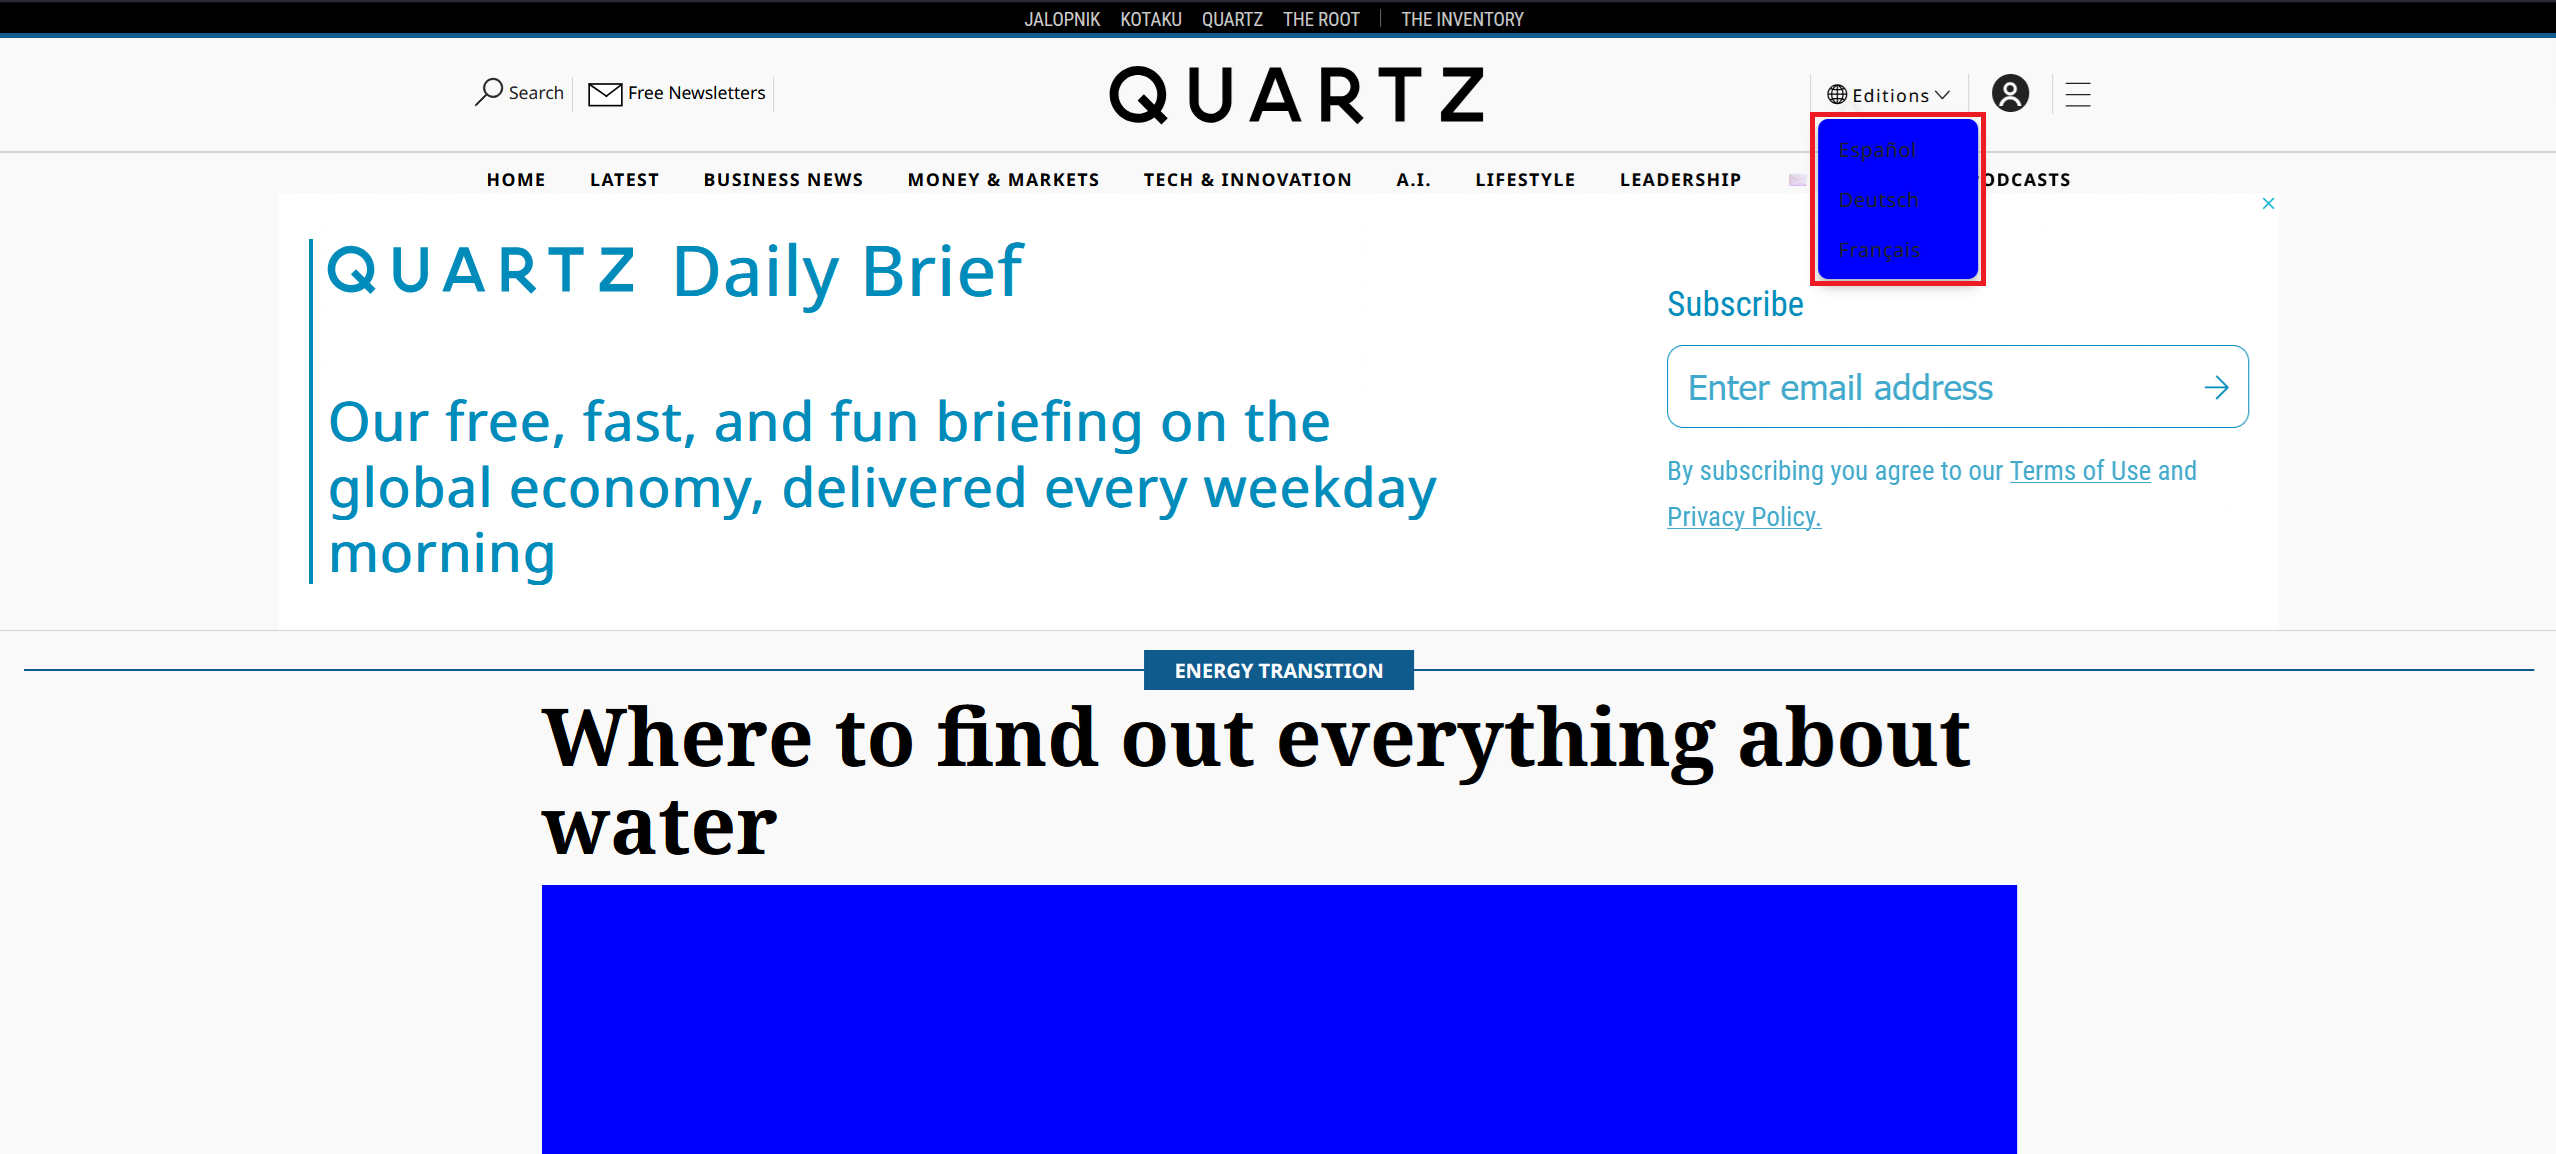 JALOPNIK KOTAKU QUARTZ THE ROOT THE INVENTORY
Search Free Newsletters QUARTZ Editions
Español
Deutsch
Français
HOME LATEST BUSINESS NEWS MONEY & MARKETS TECH & INNOVATION A.I. LIFESTYLE LEADERSHIP ODCASTS
QUARTZ Daily Brief
Our free, fast, and fun briefing on the
global economy, delivered every weekday
morning
Subscribe
Enter email address
By subscribing you agree to our Terms of Use and
Privacy Policy.
ENERGY TRANSITION
Where to find out everything about
water